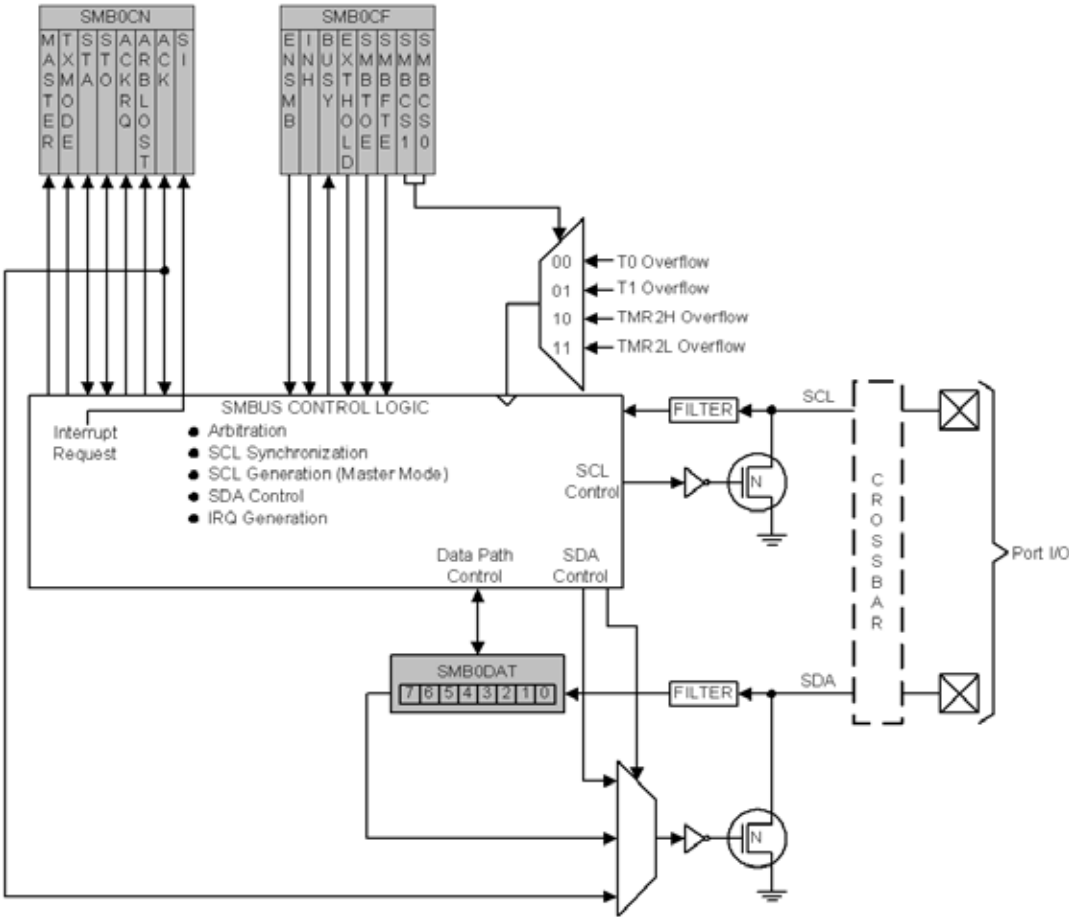 SMB0CN
MASTER
TXMODE
STA
STO
ACKRQ
ARBLOST
ACK
SI
SMB0CF
ENSMB
INH
BUSY
EXTHOLD
SMBTOE
SMBFTE
SMBCS1
SMBCS0
00
T0 Overflow
01
T1 Overflow
10
TMR2H Overflow
11
TMR2L Overflow
SMBUS CONTROL LOGIC
Arbitration
SCL Synchronization
SCL Generation (Master Mode)
SDA Control
IRQ Generation
Interrupt
Request
SCL
Control
Data Path
Control
SDA
Control
FILTER
SCL
N
CROSSBAR
Port I/O
SMB0DAT
7 6 5 4 3 2 1 0
FILTER
SDA
N